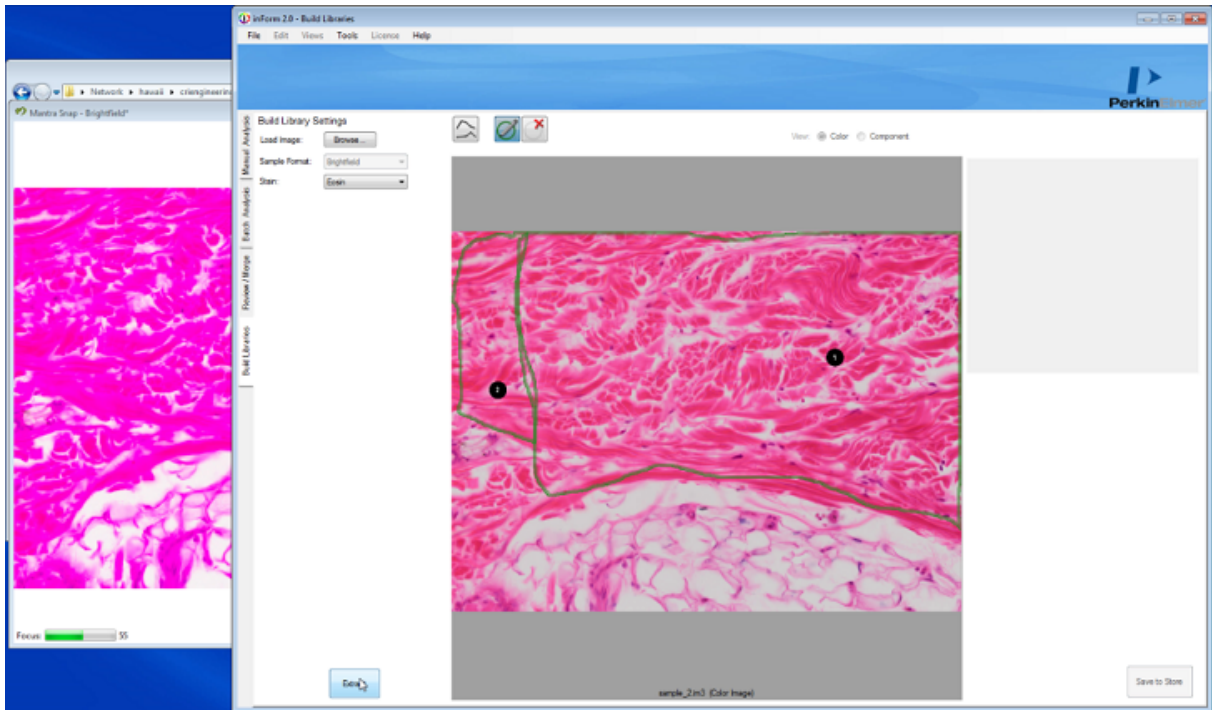 inForm 2.0 - Build Libraries
File Edit Views Tools License Help
Network hawaii criengineering
PerkinElmer
Mantra Snap - Brightfield*
Build Library Settings
Load Image: Browse...
Sample Format: Brightfield
Stain: Eosin
View: Color Component
Manual Analysis
Batch Analysis
Review / Merge
Build Libraries
1
2
Focus: 55
sample_2.im3 (Color Image)
Save to Store